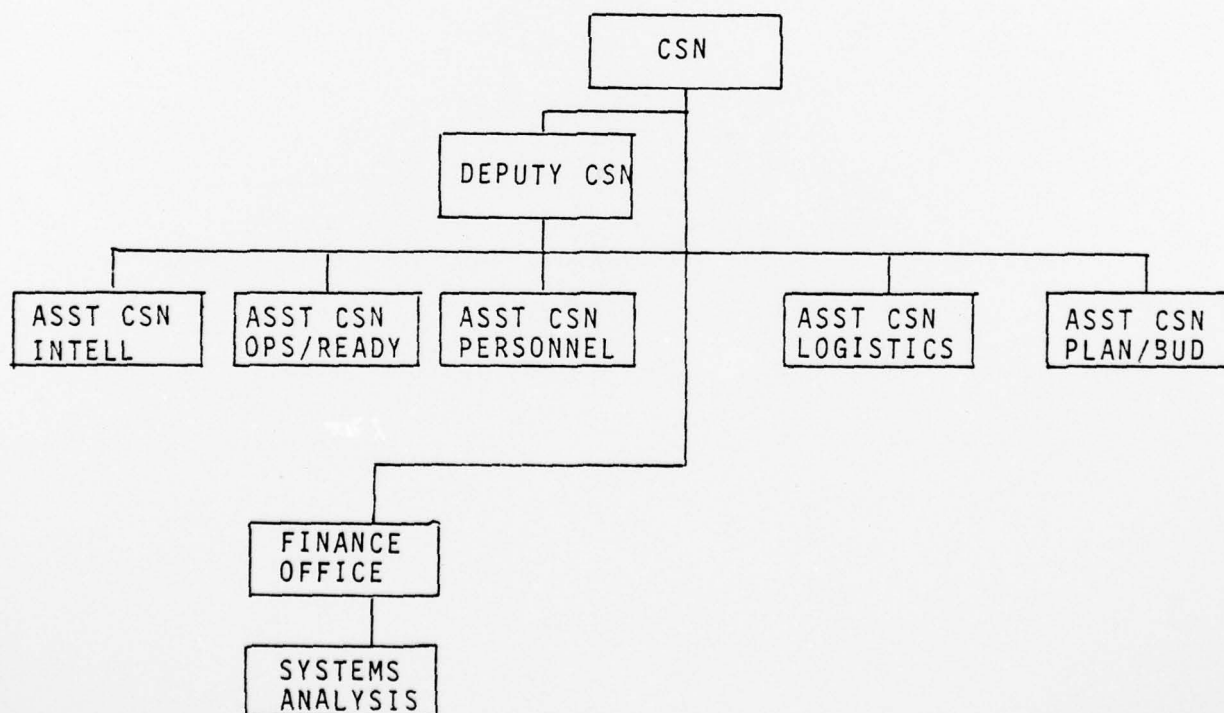 CSN
DEPUTY CSN
ASST CSN
INTELL
ASST CSN
OPS/READY
ASST CSN
PERSONNEL
ASST CSN
LOGISTICS
ASST CSN
PLAN/BUD
FINANCE
OFFICE
SYSTEMS
ANALYSIS